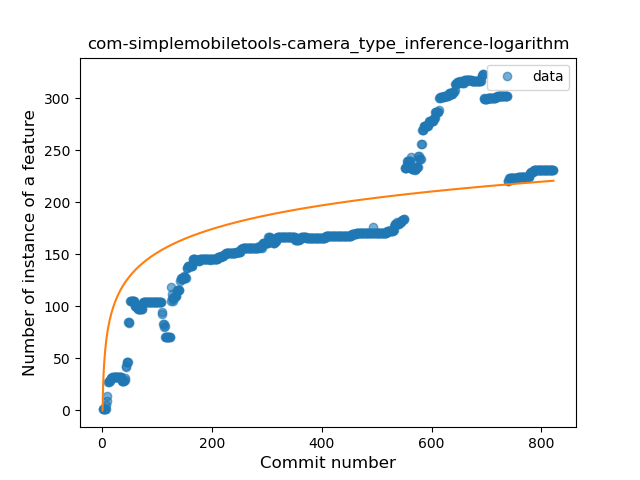 com-simplemobiletools-camera_type_inference-logarithm
data
Number of instance of a feature
300
250
200
150
100
50
0
0 200 400 600 800
Commit number